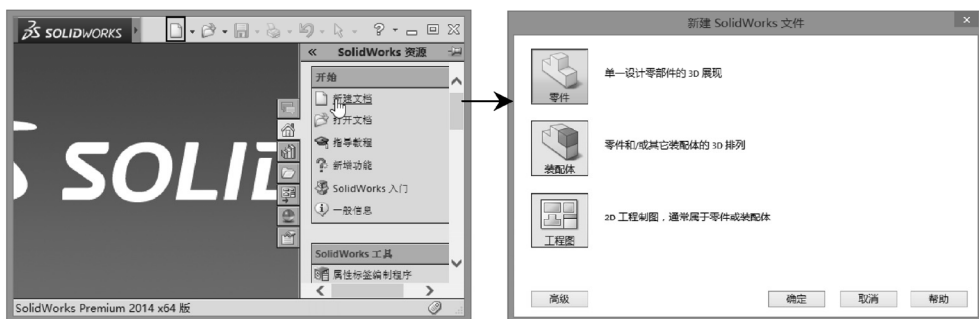 SOLIDWORKS
SolidWorks 资源
开始
新建文档
打开文档
指导教程
新增功能
SolidWorks 入门
一般信息
SolidWorks 工具
属性标签编制程序
SOLID
SolidWorks Premium 2014 x64 版
新建 SolidWorks 文件
零件
单一设计零部件的 3D 展现
装配体
零件和/或其它装配体的 3D 排列
工程图
2D 工程制图，通常属于零件或装配体
高级
确定
取消
帮助